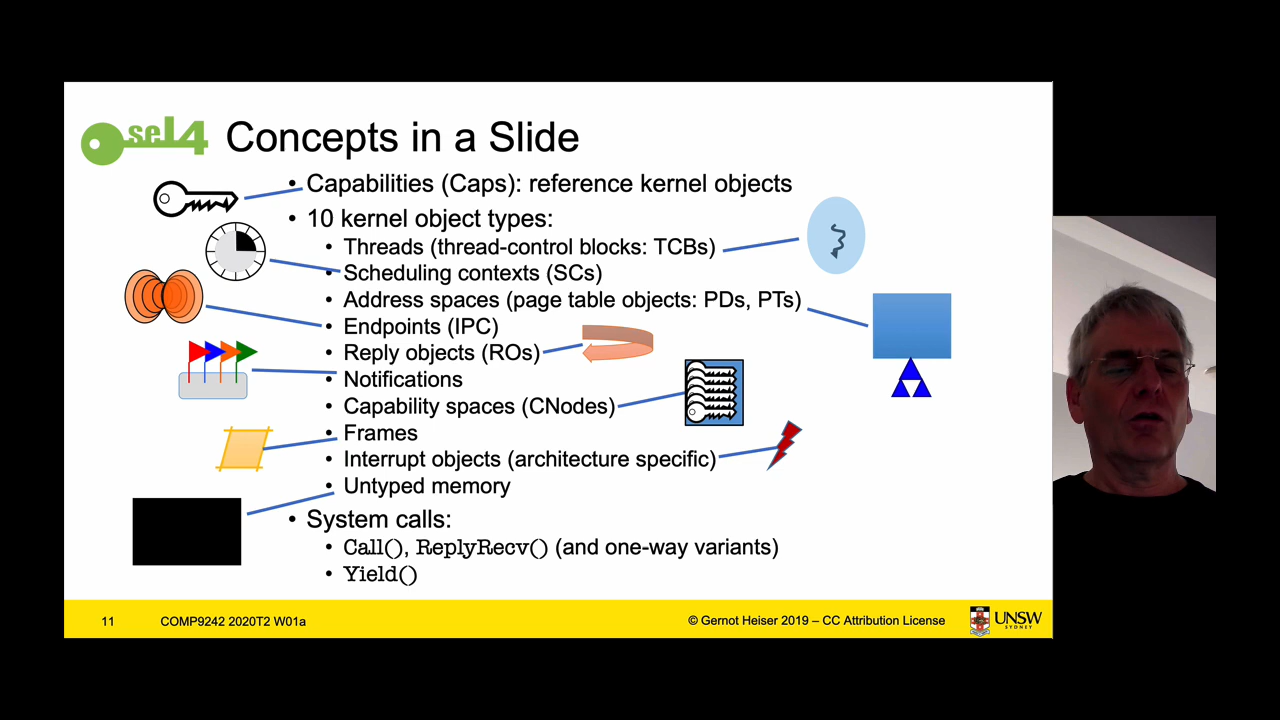 seL4 Concepts in a Slide
• Capabilities (Caps): reference kernel objects
• 10 kernel object types:
• Threads (thread-control blocks: TCBs)
• Scheduling contexts (SCs)
• Address spaces (page table objects: PDs, PTs)
• Endpoints (IPC)
• Reply objects (ROs)
• Notifications
• Capability spaces (CNodes)
• Frames
• Interrupt objects (architecture specific)
• Untyped memory
• System calls:
• Call(), ReplyRecv() (and one-way variants)
• Yield()
11 COMP9242 2020T2 W01a © Gernot Heiser 2019 – CC Attribution License UNSW
SYDNEY